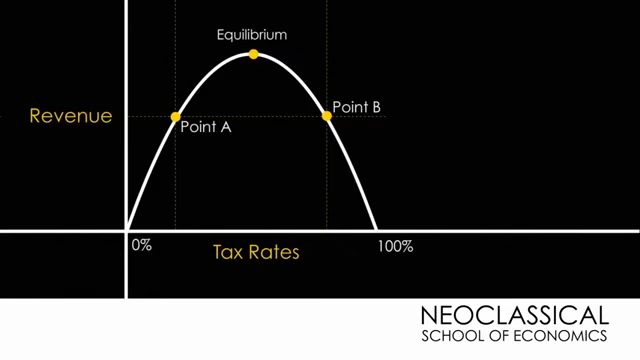 Equilibrium
Revenue
Point A
Point B
0%
Tax Rates
100%
NEOCLASSICAL
SCHOOL OF ECONOMICS